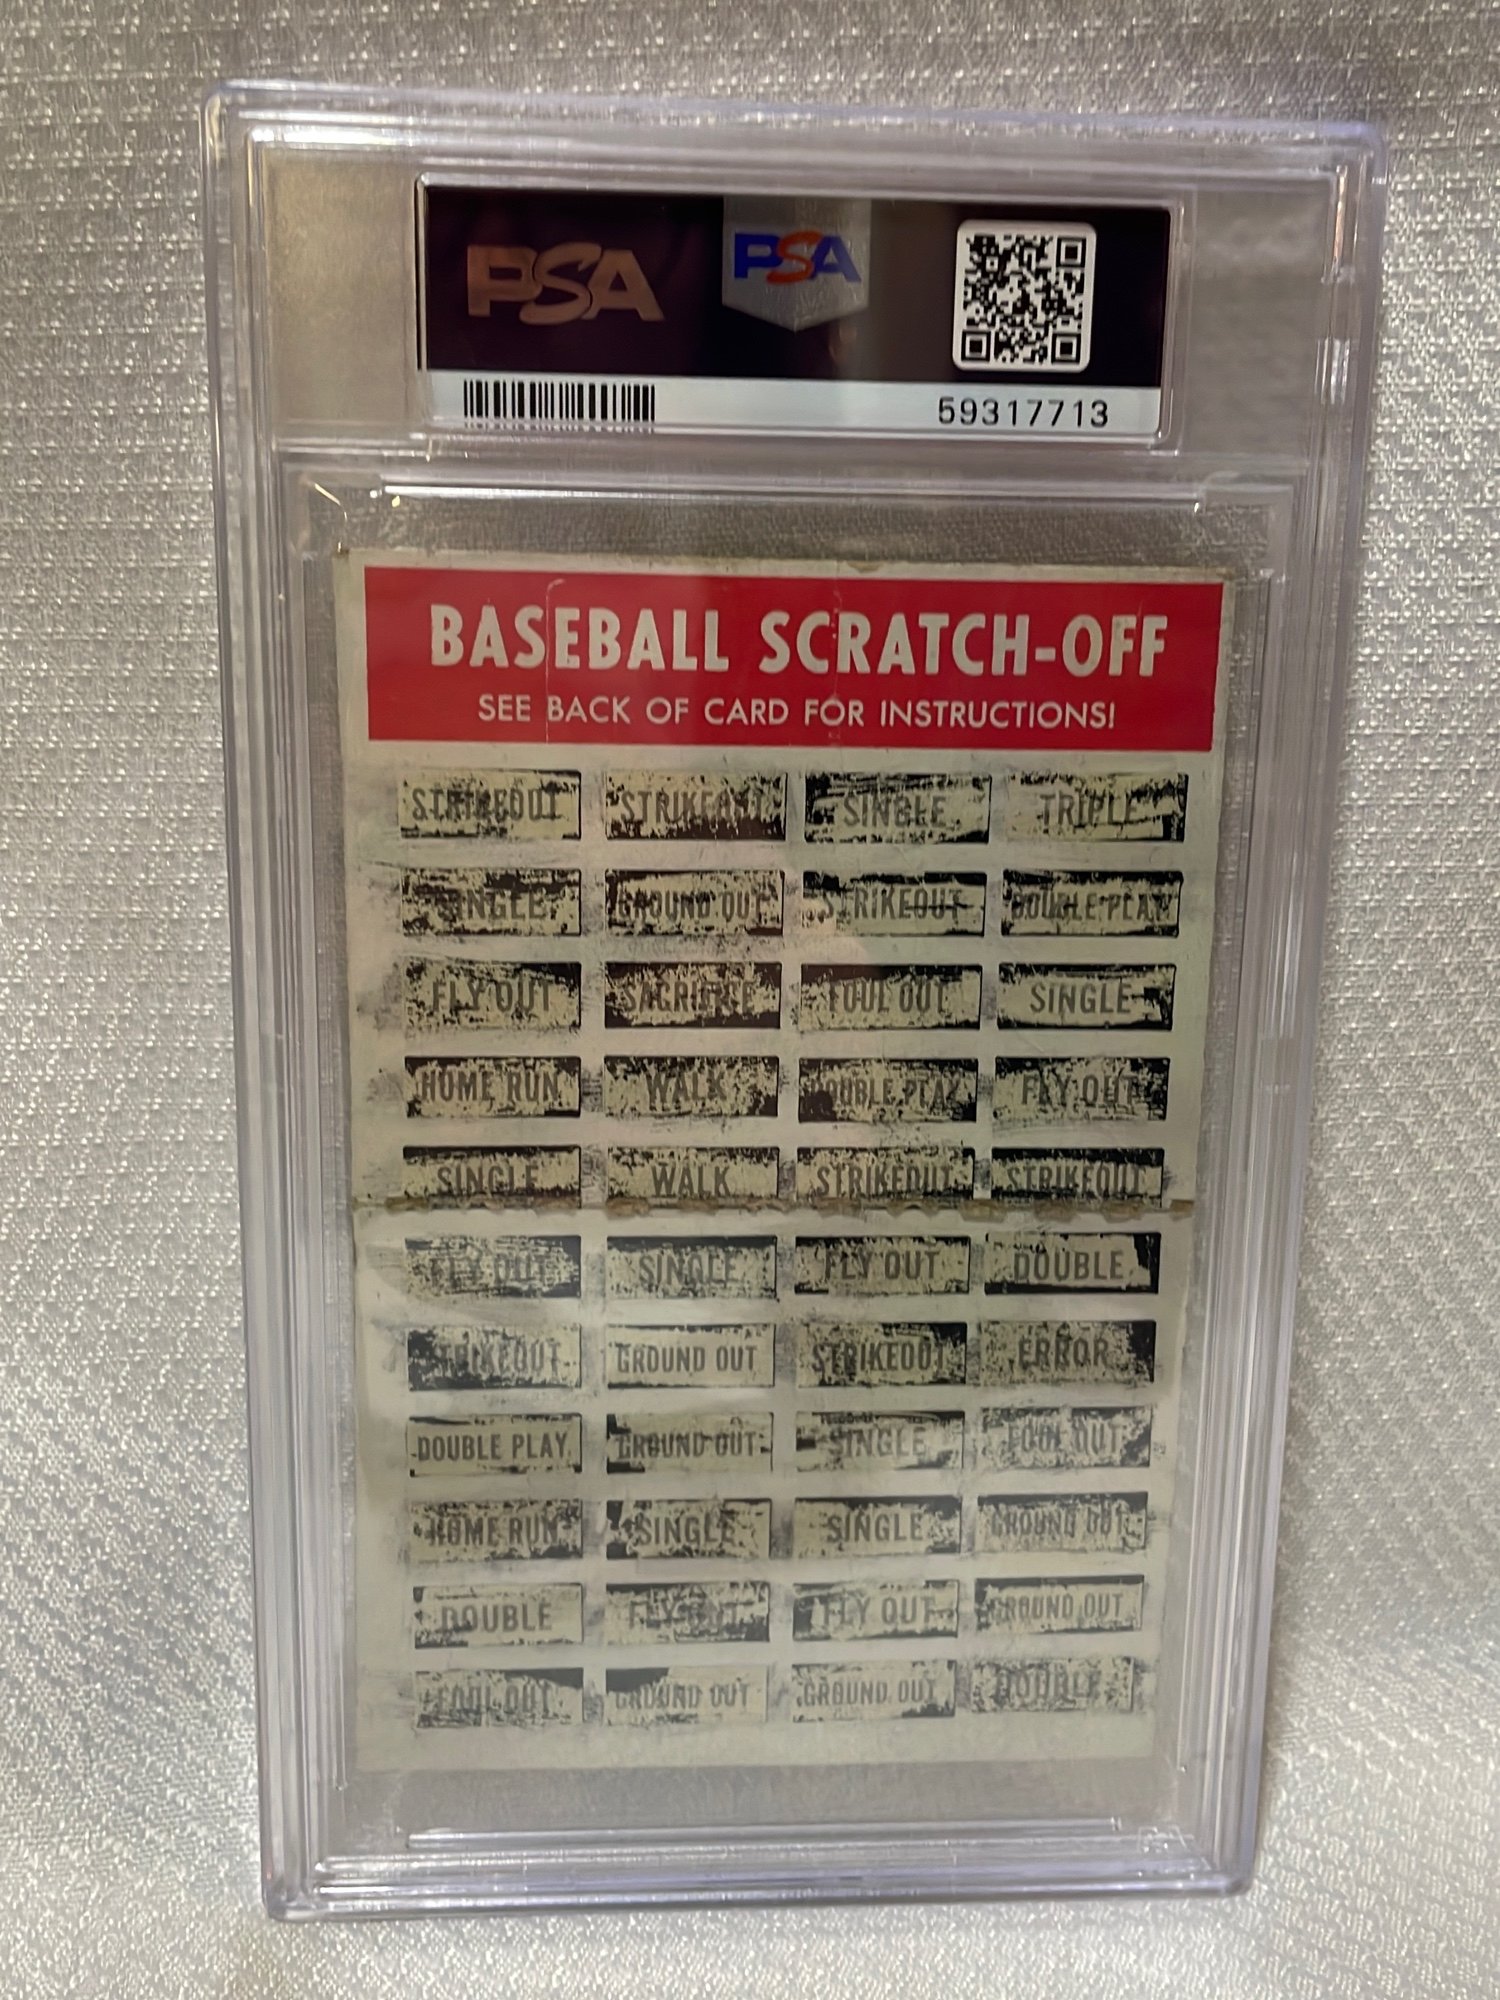 PSA PSA
59317713
BASEBALL SCRATCH-OFF
SEE BACK OF CARD FOR INSTRUCTIONS!
STRIKEOUT STRIKEOUT SINGLE TRIPLE
SINGLE GROUND OUT STRIKEOUT DOUBLE PLAY
FLY OUT SACRIFICE FOUL OUT SINGLE
HOME RUN WALK DOUBLE PLAY FLY OUT
SINGLE WALK STRIKEOUT STRIKEOUT
FLY OUT SINGLE FLY OUT DOUBLE
STRIKEOUT GROUND OUT STRIKEOUT ERROR
DOUBLE PLAY GROUND OUT SINGLE FOUL OUT
HOME RUN SINGLE SINGLE GROUND OUT
DOUBLE FLY OUT FLY OUT GROUND OUT
FOUL OUT GROUND OUT GROUND OUT DOUBLE